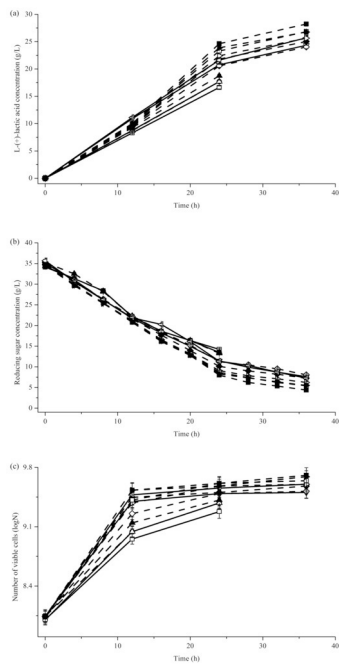 (a)
L-(+)-lactic acid concentration (g/L)
30
25
20
15
10
5
0
0 10 20 30 40
Time (h)
(b)
Reducing sugar concentration (g/L)
40
35
30
25
20
15
10
5
0
0 10 20 30 40
Time (h)
(c)
Number of viable cells (logN)
9.8
9.1
8.4
0 10 20 30 40
Time (h)